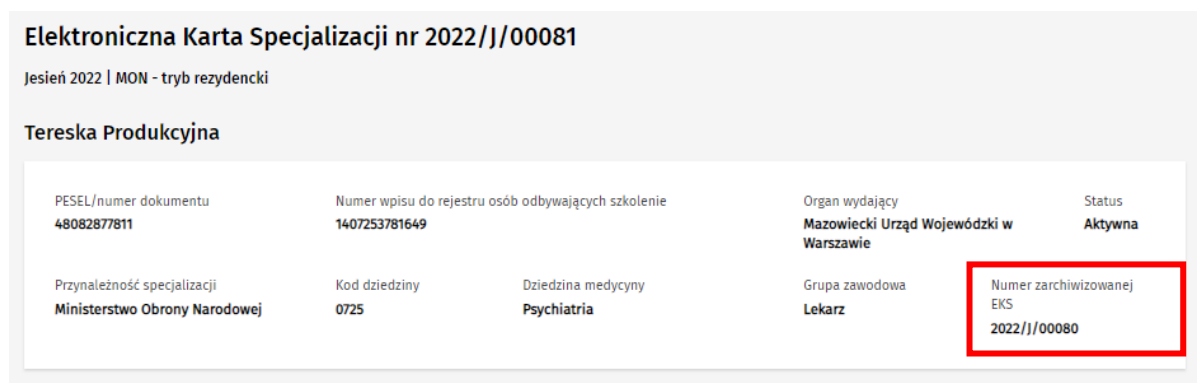 Elektroniczna Karta Specjalizacji nr 2022/J/00081
Jesień 2022 | MON - tryb rezydencki
Tereska Produkcyjna
PESEL/numer dokumentu
48082877811
Numer wpisu do rejestru osób odbywających szkolenie
1407253781649
Organ wydający
Mazowiecki Urząd Wojewódzki w
Warszawie
Status
Aktywna
Przynależność specjalizacji
Ministerstwo Obrony Narodowej
Kod dziedziny
0725
Dziedzina medycyny
Psychiatria
Grupa zawodowa
Lekarz
Numer zarchiwizowanej
EKS
2022/J/00080